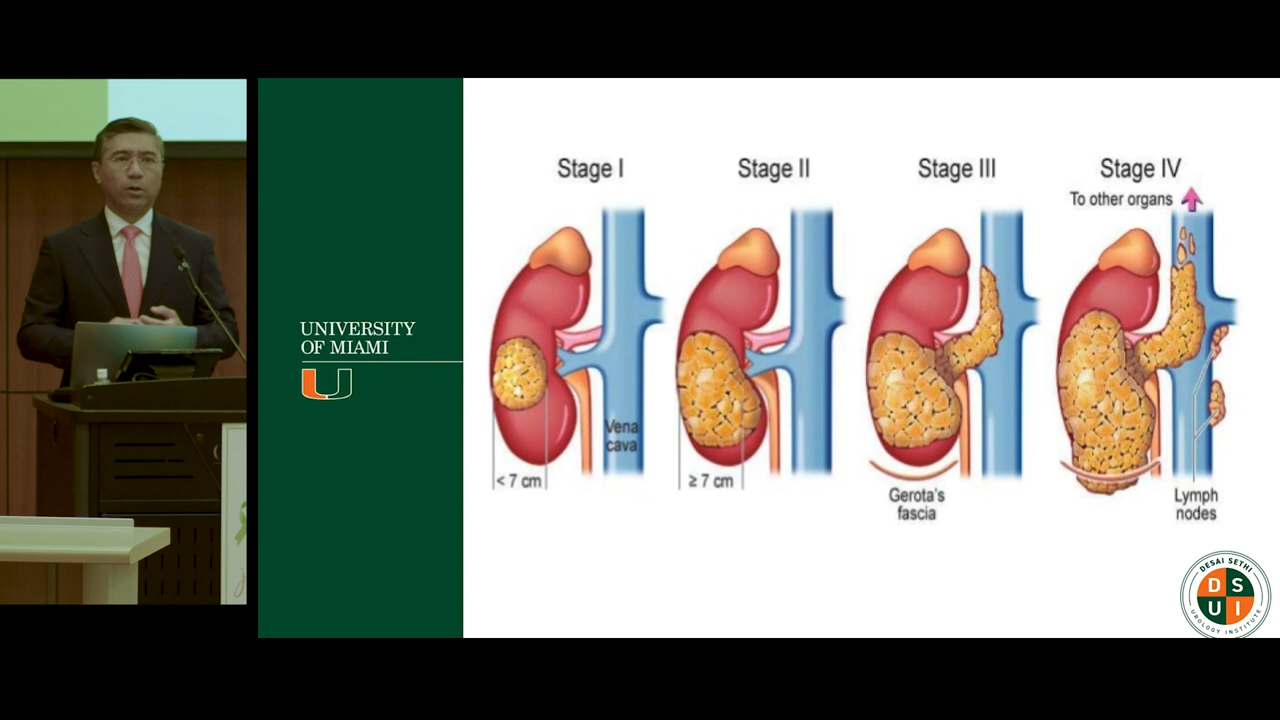 UNIVERSITY
OF MIAMI
Stage I
Stage II
Stage III
Stage IV
To other organs
Vena
cava
< 7 cm
≥ 7 cm
Gerota's
fascia
Lymph
nodes
DESAI SETHI
D S
U I
UROLOGY INSTITUTE